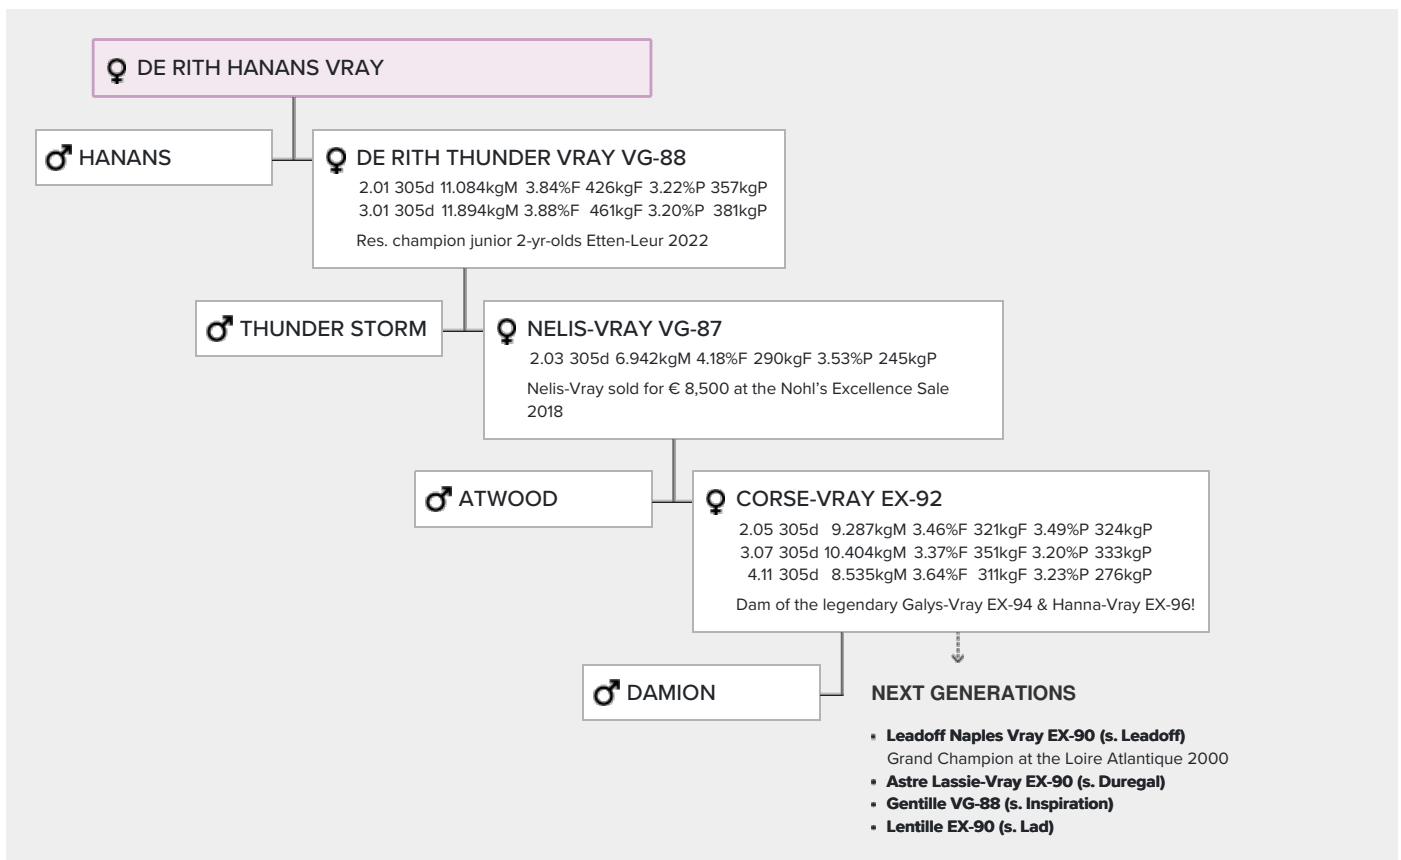 DE RITH HANANS VRAY
HANANS
DE RITH THUNDER VRAY VG-88
2.01 305d 11.084kgM 3.84%F 426kgF 3.22%P 357kgP
3.01 305d 11.894kgM 3.88%F 461kgF 3.20%P 381kgP
Res. champion junior 2-yr-olds Etten-Leur 2022
THUNDER STORM
NELIS-VRAY VG-87
2.03 305d 6.942kgM 4.18%F 290kgF 3.53%P 245kgP
Nelis-Vray sold for € 8,500 at the Nohl's Excellence Sale
2018
ATWOOD
CORSE-VRAY EX-92
2.05 305d 9.287kgM 3.46%F 321kgF 3.49%P 324kgP
3.07 305d 10.404kgM 3.37%F 351kgF 3.20%P 333kgP
4.11 305d 8.535kgM 3.64%F 311kgF 3.23%P 276kgP
Dam of the legendary Galys-Vray EX-94 & Hanna-Vray EX-96!
DAMION
NEXT GENERATIONS
• Leadoff Naples Vray EX-90 (s. Leadoff)
Grand Champion at the Loire Atlantique 2000
• Astre Lassie-Vray EX-90 (s. Duregal)
• Gentille VG-88 (s. Inspiration)
• Lentille EX-90 (s. Lad)